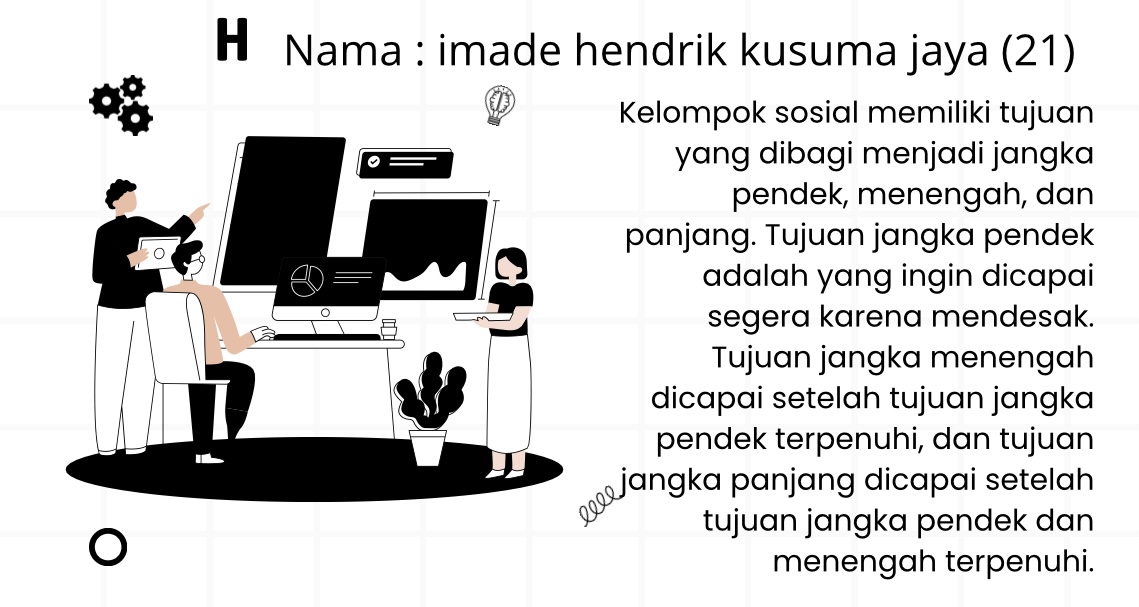 H
Nama : imade hendrik kusuma jaya (21)
Kelompok sosial memiliki tujuan
yang dibagi menjadi jangka
pendek, menengah, dan
panjang. Tujuan jangka pendek
adalah yang ingin dicapai
segera karena mendesak.
Tujuan jangka menengah
dicapai setelah tujuan jangka
pendek terpenuhi, dan tujuan
jangka panjang dicapai setelah
tujuan jangka pendek dan
menengah terpenuhi.